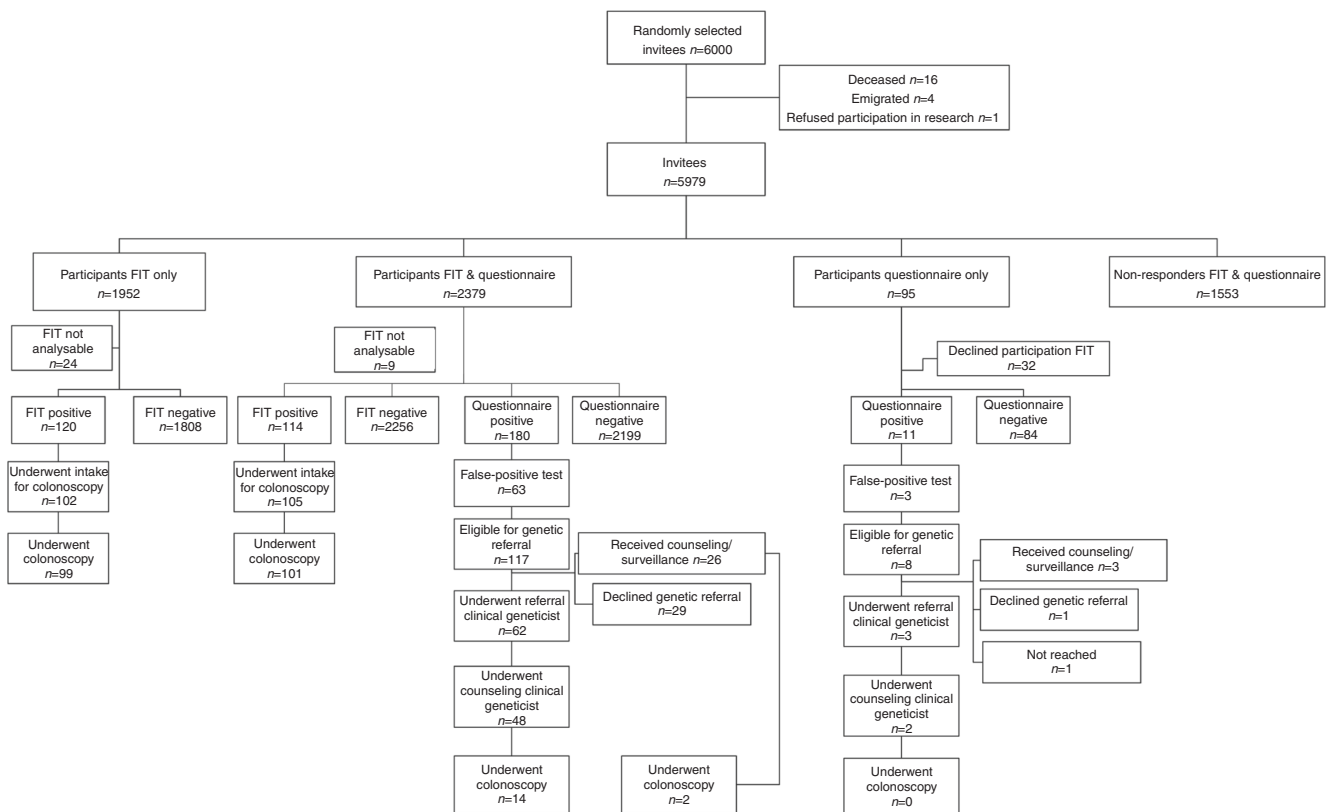 Randomly selected
invitees n=6000
Deceased n=16
Emigrated n=4
Refused participation in research n=1
Invitees
n=5979
Participants FIT only
n=1952
Participants FIT & questionnaire
n=2379
Participants questionnaire only
n=95
Non-responders FIT & questionnaire
n=1553
FIT not
analysable
n=24
FIT not
analysable
n=9
Declined participation FIT
n=32
FIT positive
n=120
FIT negative
n=1808
FIT positive
n=114
FIT negative
n=2256
Questionnaire
positive
n=180
Questionnaire
negative
n=2199
Questionnaire
positive
n=11
Questionnaire
negative
n=84
Underwent intake
for colonoscopy
n=102
Underwent intake
for colonoscopy
n=105
False-positive test
n=63
False-positive test
n=3
Underwent
colonoscopy
n=99
Underwent
colonoscopy
n=101
Eligible for genetic
referral
n=117
Received counseling/
surveillance n=26
Eligible for genetic
referral
n=8
Received counseling/
surveillance n=3
Declined genetic referral
n=29
Declined genetic referral
n=1
Underwent referral
clinical geneticist
n=62
Underwent referral
clinical geneticist
n=3
Not reached
n=1
Underwent
counseling clinical
geneticist
n=48
Underwent
counseling clinical
geneticist
n=2
Underwent
colonoscopy
n=14
Underwent
colonoscopy
n=2
Underwent
colonoscopy
n=0